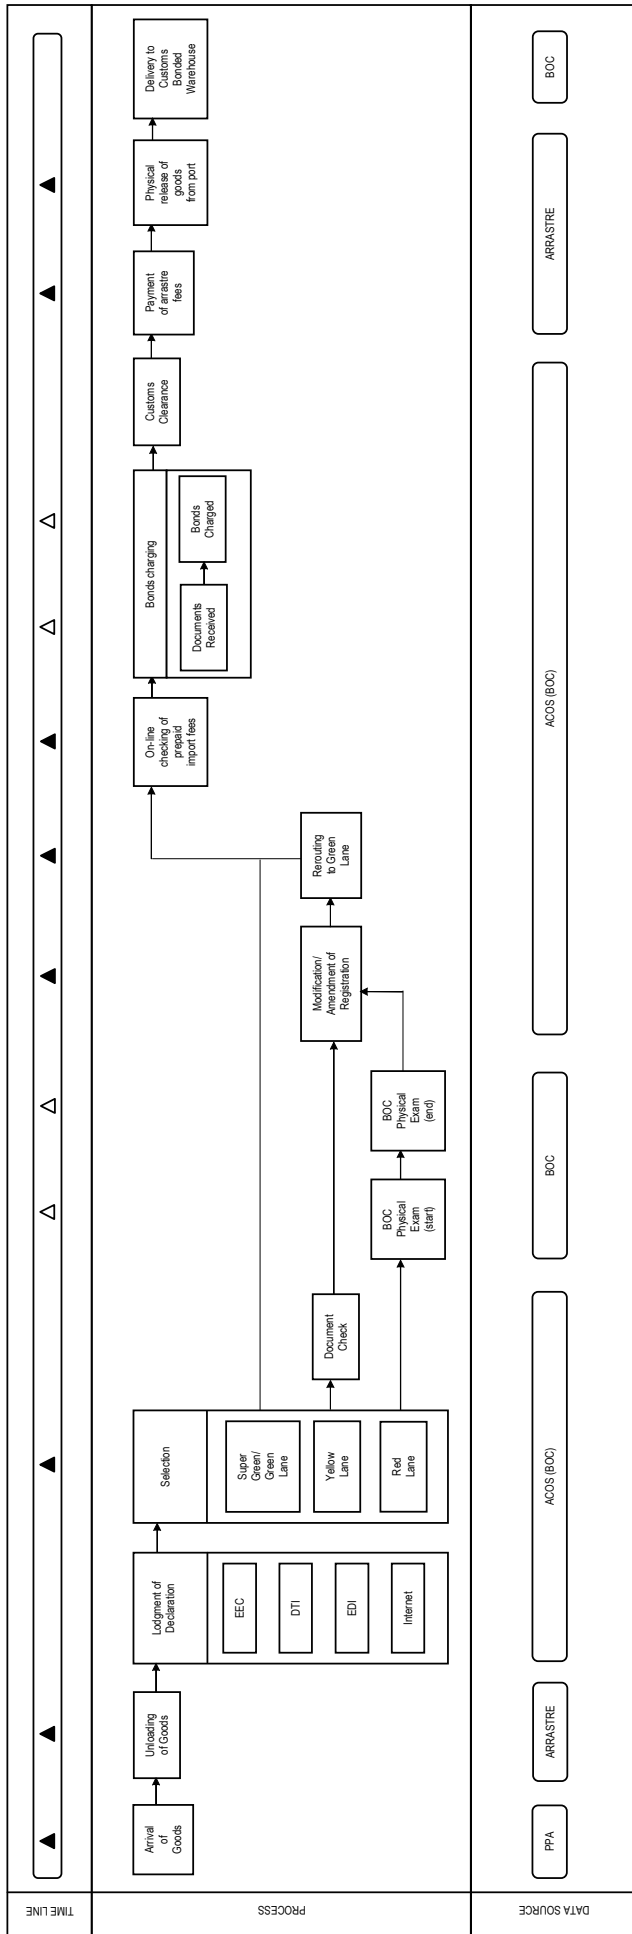 TIME LINE
PROCESS
Arrival
of
Goods
Unloading
of Goods
Lodgment of
Declaration
EEC
DTI
EDI
Internet
Selection
Super
Green/
Green
Lane
Yellow
Lane
Red
Lane
Document
Check
BOC
Physical
Exam
(start)
BOC
Physical
Exam
(end)
Modification/
Amendment of
Registration
Rerouting
to Green
Lane
On-line
checking of
prepaid
import fees
Bonds charging
Documents
Received
Bonds
Charged
Customs
Clearance
Payment
of arrastre
fees
Physical
release of
goods
from port
Delivery to
Customs
Bonded
Warehouse
DATA SOURCE
PPA
ARRASTRE
ACOS (BOC)
BOC
ACOS (BOC)
ARRASTRE
BOC